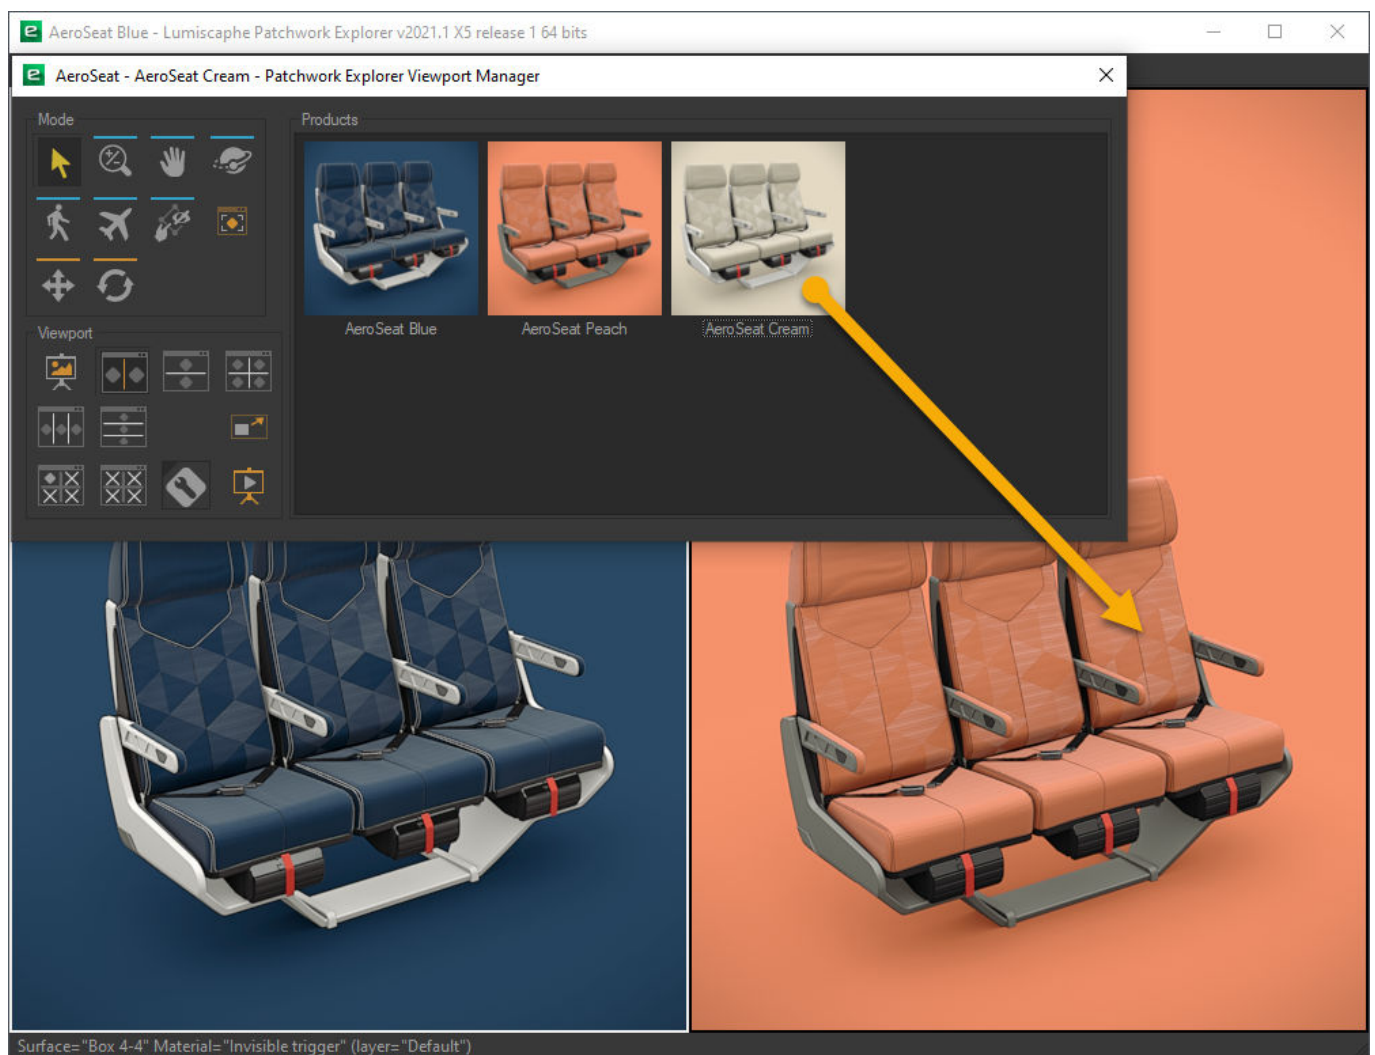 AeroSeat Blue - Lumiscaphe Patchwork Explorer v2021.1 X5 release 1 64 bits
AeroSeat - AeroSeat Cream - Patchwork Explorer Viewport Manager
Mode
Products
AeroSeat Blue
AeroSeat Peach
AeroSeat Cream
Viewport
Surface="Box 4-4" Material="Invisible trigger" (layer="Default")